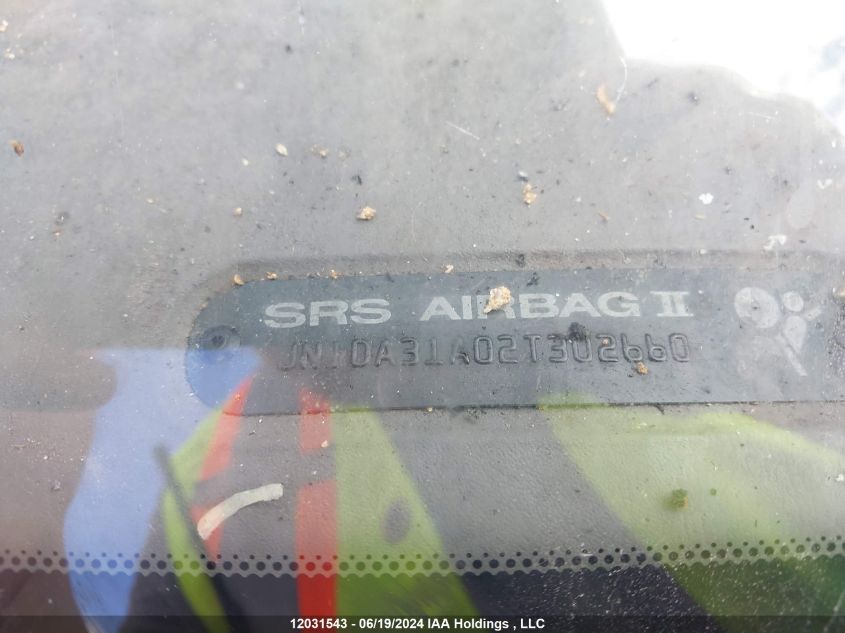 SRS AIRBAG II
JN1DA31A02T302660
12031543 - 06/19/2024 IAA Holdings , LLC